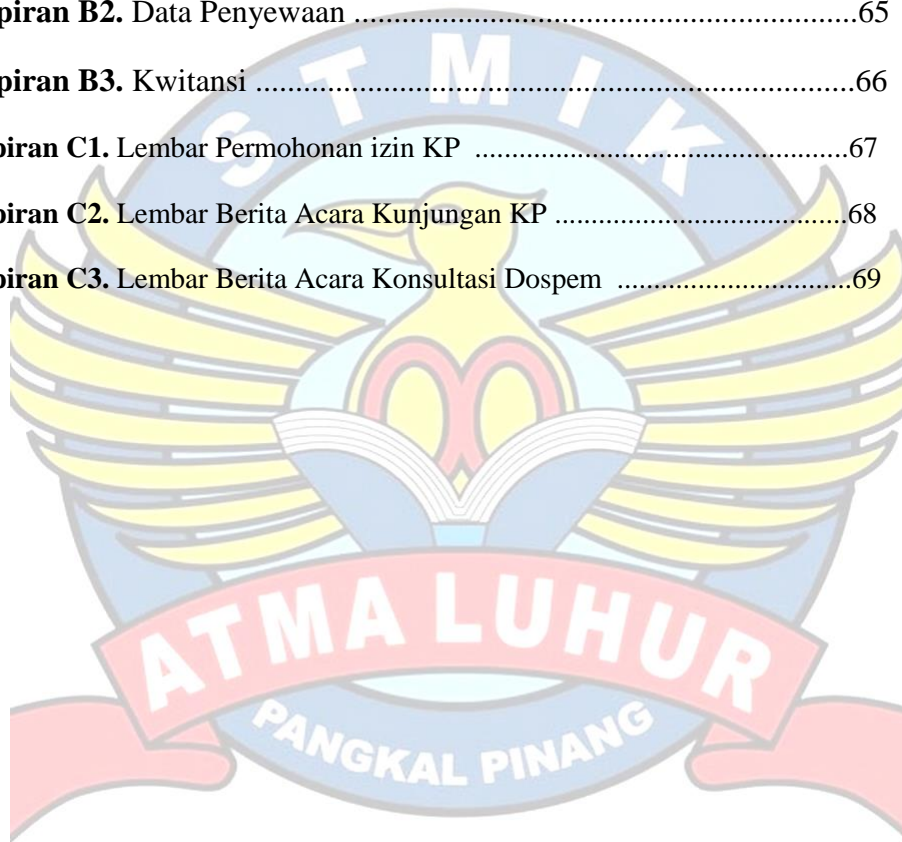 piran B2. Data Penyewaan ....................................................................65
piran B3. Kwitansi .................................................................................66
piran C1. Lembar Permohonan izin KP ...................................................67
piran C2. Lembar Berita Acara Kunjungan KP ........................................68
piran C3. Lembar Berita Acara Konsultasi Dospem ................................69
STMIK
ATMA LUHUR
PANGKAL PINANG